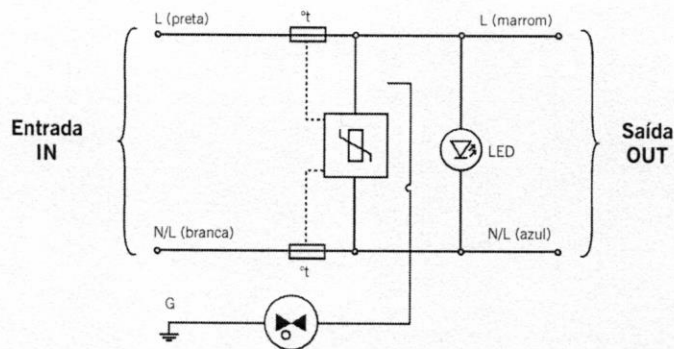 L (preta)
°t
L (marrom)
Entrada
IN
LED
Saída
OUT
N/L (branca)
N/L (azul)
°t
G